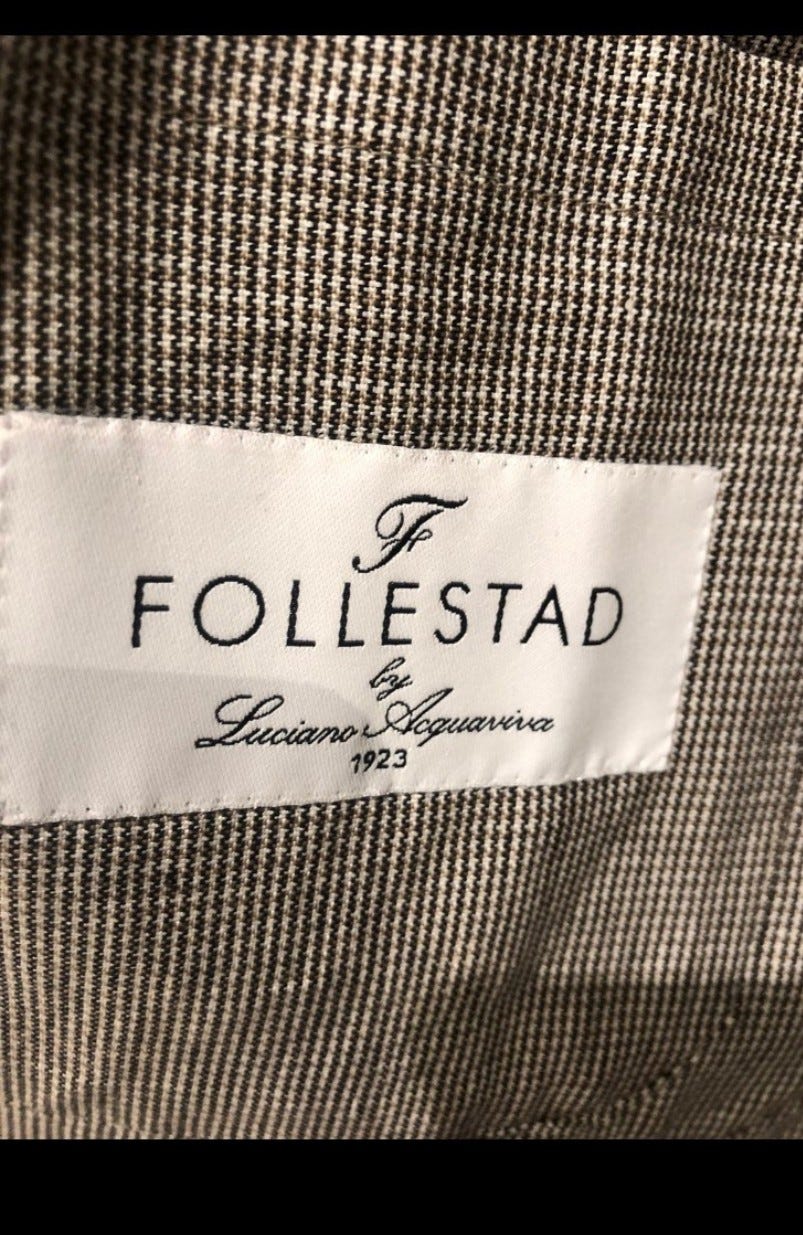 F
FOLLESTAD
by
Luciano Acquaviva
1923